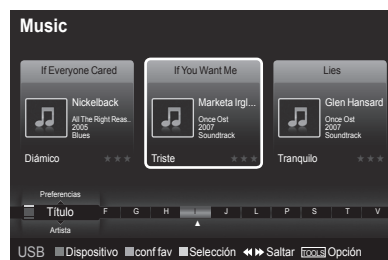 Music
If Everyone Cared
If You Want Me
Lies
Nickelback
All The Right Reas..
2005
Blues
Marketa Irgl...
Once Ost
2007
Soundtrack
Glen Hansard
Once Ost
2007
Soundtrack
Diámico
Triste
Tranquilo
Preferencias
Título F G H I J L P S T V
Artista
USB Dispositivo conf fav Selección Saltar TOOLS Opción